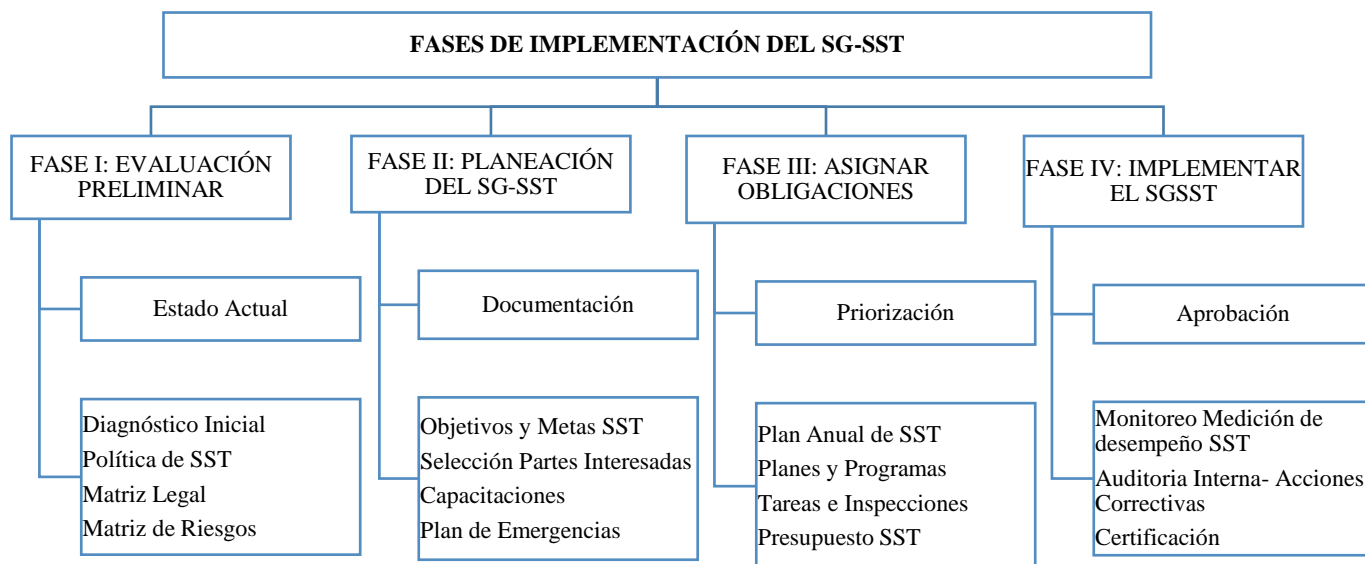 FASES DE IMPLEMENTACIÓN DEL SG-SST
FASE I: EVALUACIÓN
PRELIMINAR
FASE II: PLANEACIÓN
DEL SG-SST
FASE III: ASIGNAR
OBLIGACIONES
FASE IV: IMPLEMENTAR
EL SGSST
Estado Actual
Documentación
Priorización
Aprobación
Diagnóstico Inicial
Política de SST
Matriz Legal
Matriz de Riesgos
Objetivos y Metas SST
Selección Partes Interesadas
Capacitaciones
Plan de Emergencias
Plan Anual de SST
Planes y Programas
Tareas e Inspecciones
Presupuesto SST
Monitoreo Medición de
desempeño SST
Auditoria Interna- Acciones
Correctivas
Certificación